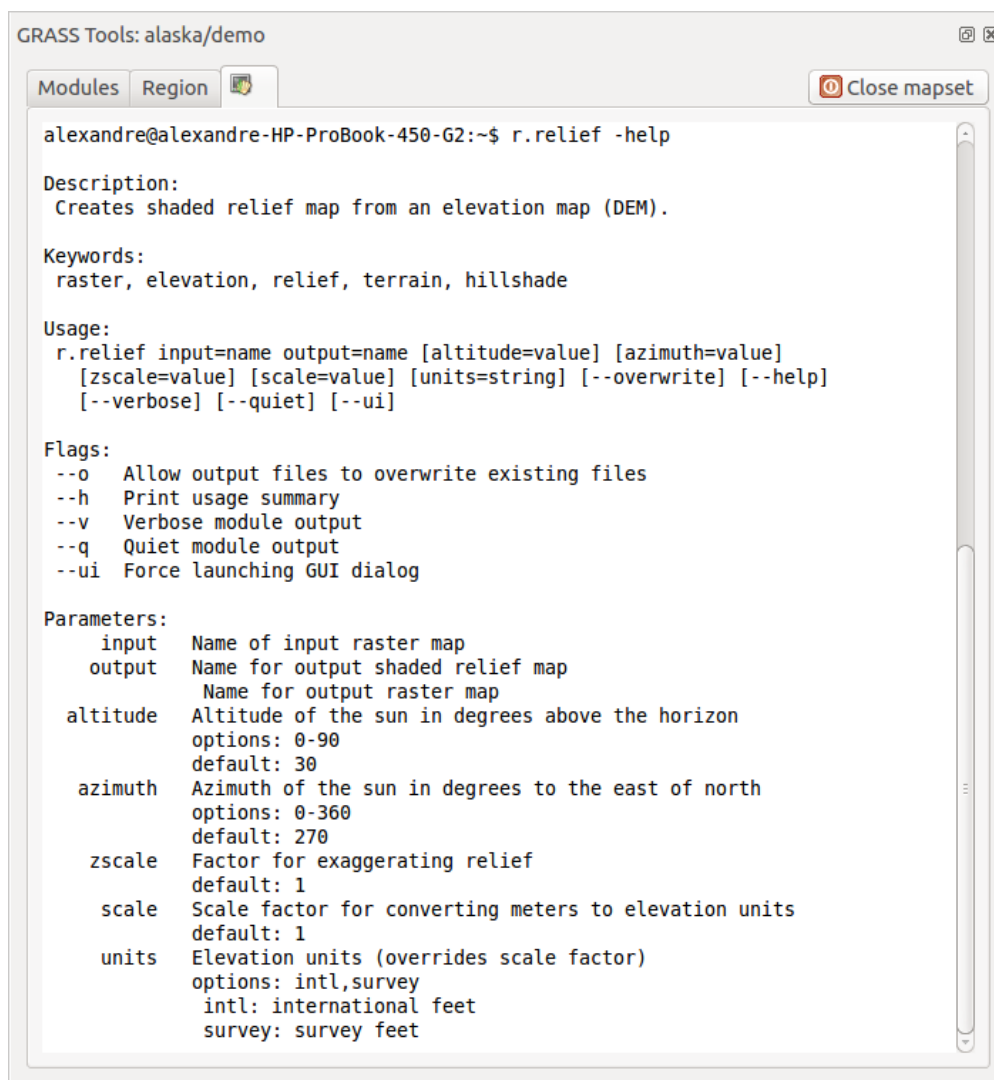 GRASS Tools: alaska/demo
Modules Region Close mapset
alexandre@alexandre-HP-ProBook-450-G2:~$ r.relief -help
Description:
Creates shaded relief map from an elevation map (DEM).
Keywords:
raster, elevation, relief, terrain, hillshade
Usage:
r.relief input=name output=name [altitude=value] [azimuth=value]
[zscale=value] [scale=value] [units=string] [--overwrite] [--help]
[--verbose] [--quiet] [--ui]
Flags:
--o   Allow output files to overwrite existing files
--h   Print usage summary
--v   Verbose module output
--q   Quiet module output
--ui  Force launching GUI dialog
Parameters:
input   Name of input raster map
output   Name for output shaded relief map
Name for output raster map
altitude   Altitude of the sun in degrees above the horizon
options: 0-90
default: 30
azimuth   Azimuth of the sun in degrees to the east of north
options: 0-360
default: 270
zscale   Factor for exaggerating relief
default: 1
scale   Scale factor for converting meters to elevation units
default: 1
units   Elevation units (overrides scale factor)
options: intl,survey
intl: international feet
survey: survey feet